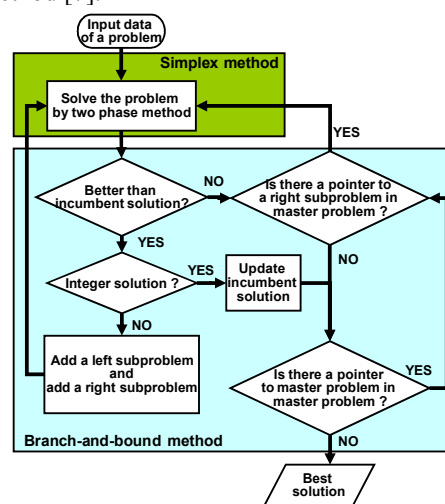 Input data
of a problem
Simplex method
Solve the problem
by two phase method
YES
Better than
incumbent solution?
NO
Is there a pointer to
a right subproblem in
master problem ?
YES
NO
Integer solution ?
YES
Update
incumbent
solution
NO
Add a left subproblem
and
add a right subproblem
Is there a pointer
to master problem in
master problem ?
YES
Branch-and-bound method
NO
Best
solution